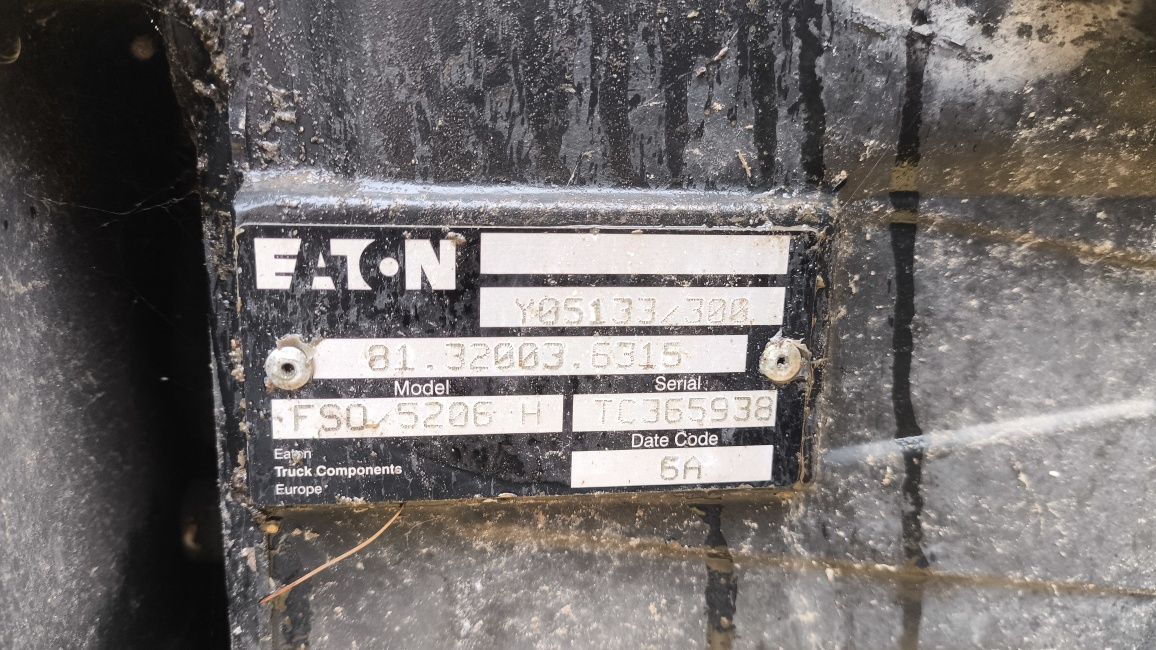 EATON
Y05133/300
81.32003.6315
Model Serial
FSO/5206 H TC365938
Date Code
Eaton
Truck Components
Europe
6A